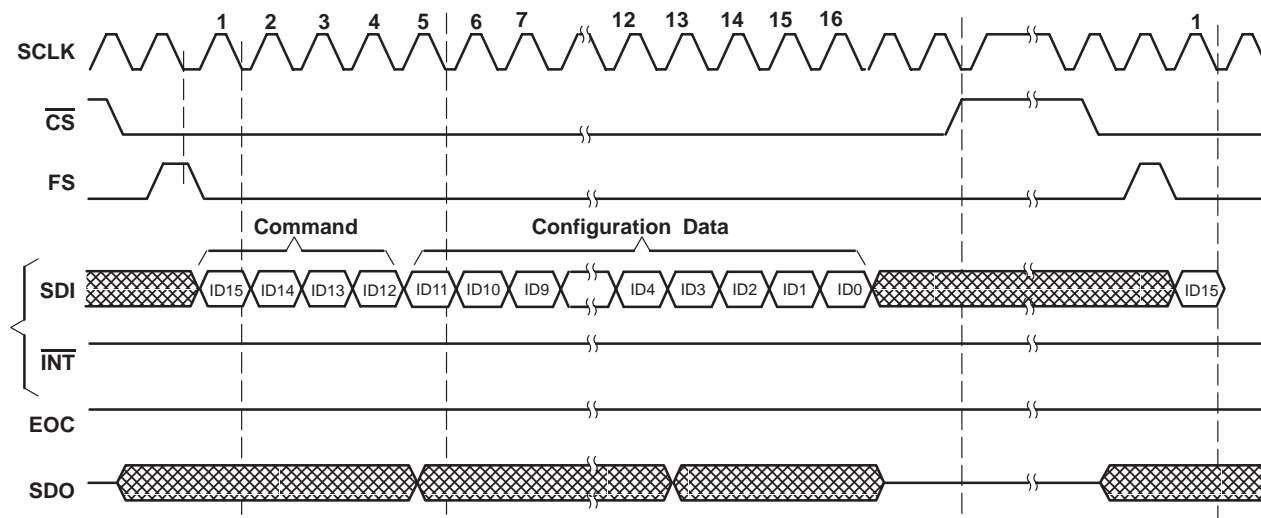 1 2 3 4 5 6 7 12 13 14 15 16 1
SCLK
CS
FS
Command Configuration Data
SDI ID15 ID14 ID13 ID12 ID11 ID10 ID9 ID4 ID3 ID2 ID1 ID0 ID15
INT
EOC
SDO